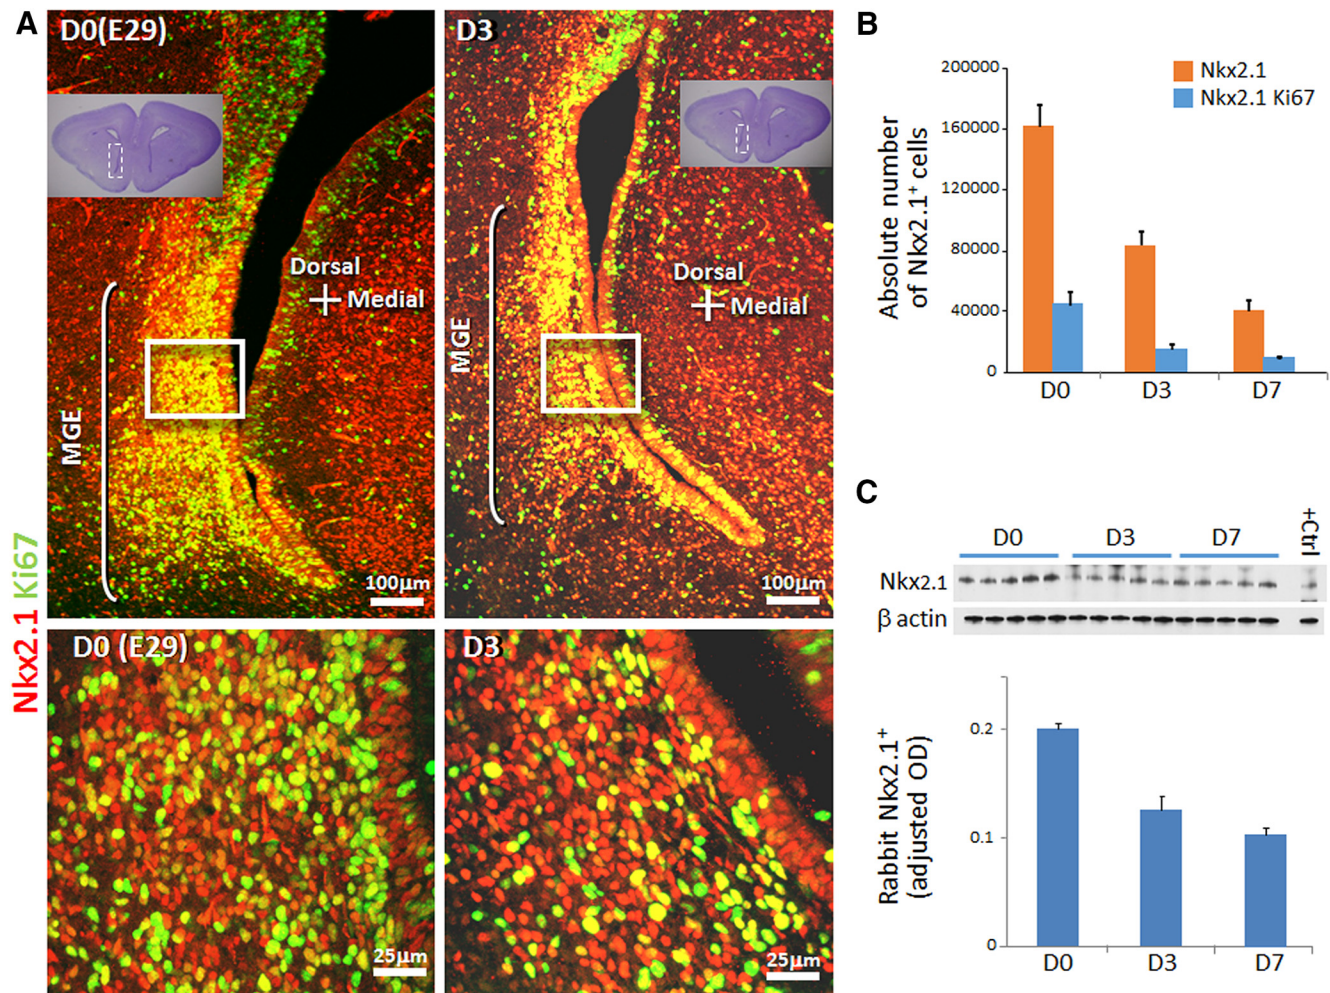 A
D0(E29)
Dorsal
Medial
MGE
100μm
D3
Dorsal
Medial
MGE
100μm
Nkx2.1 Ki67
D0 (E29)
25μm
D3
25μm
B
Absolute number
of Nkx2.1⁺ cells
200000
160000
120000
80000
40000
0
Nkx2.1
Nkx2.1 Ki67
D0 D3 D7
C
D0 D3 D7 +Ctrl
Nkx2.1
β actin
Rabbit Nkx2.1⁺
(adjusted OD)
0.2
0.1
0
D0 D3 D7